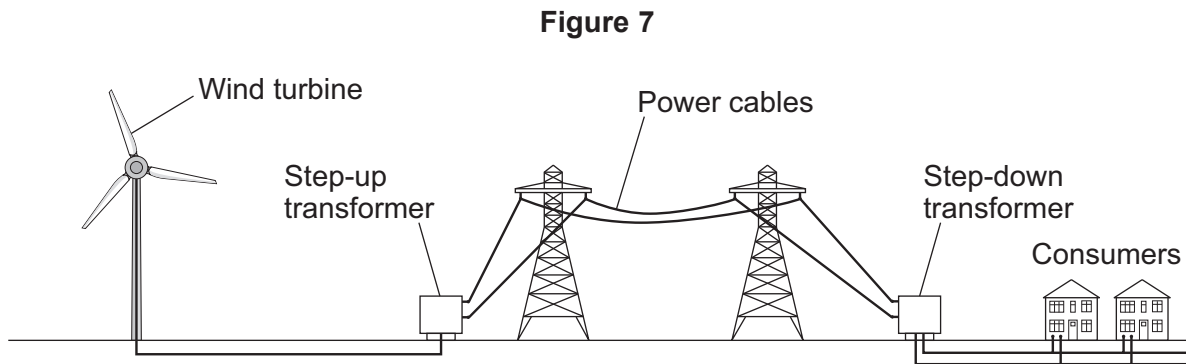 Figure 7
Wind turbine
Power cables
Step-up
transformer
Step-down
transformer
Consumers